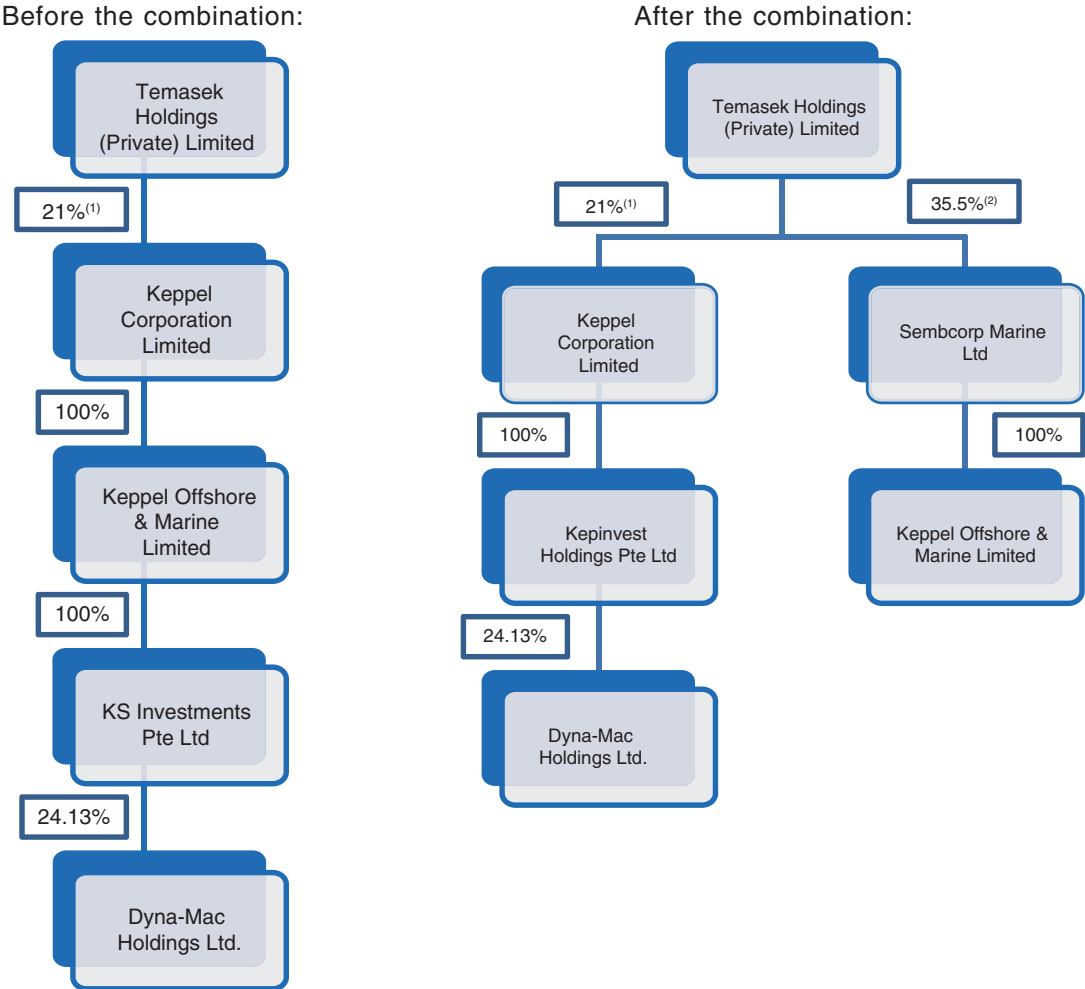 Before the combination:
Temasek
Holdings
(Private) Limited
21%(1)
Keppel
Corporation
Limited
100%
Keppel Offshore
& Marine
Limited
100%
KS Investments
Pte Ltd
24.13%
Dyna-Mac
Holdings Ltd.
After the combination:
Temasek Holdings
(Private) Limited
21%(1)
35.5%(2)
Keppel
Corporation
Limited
Sembcorp Marine
Ltd
100%
100%
Kepinvest
Holdings Pte Ltd
Keppel Offshore &
Marine Limited
24.13%
Dyna-Mac
Holdings Ltd.